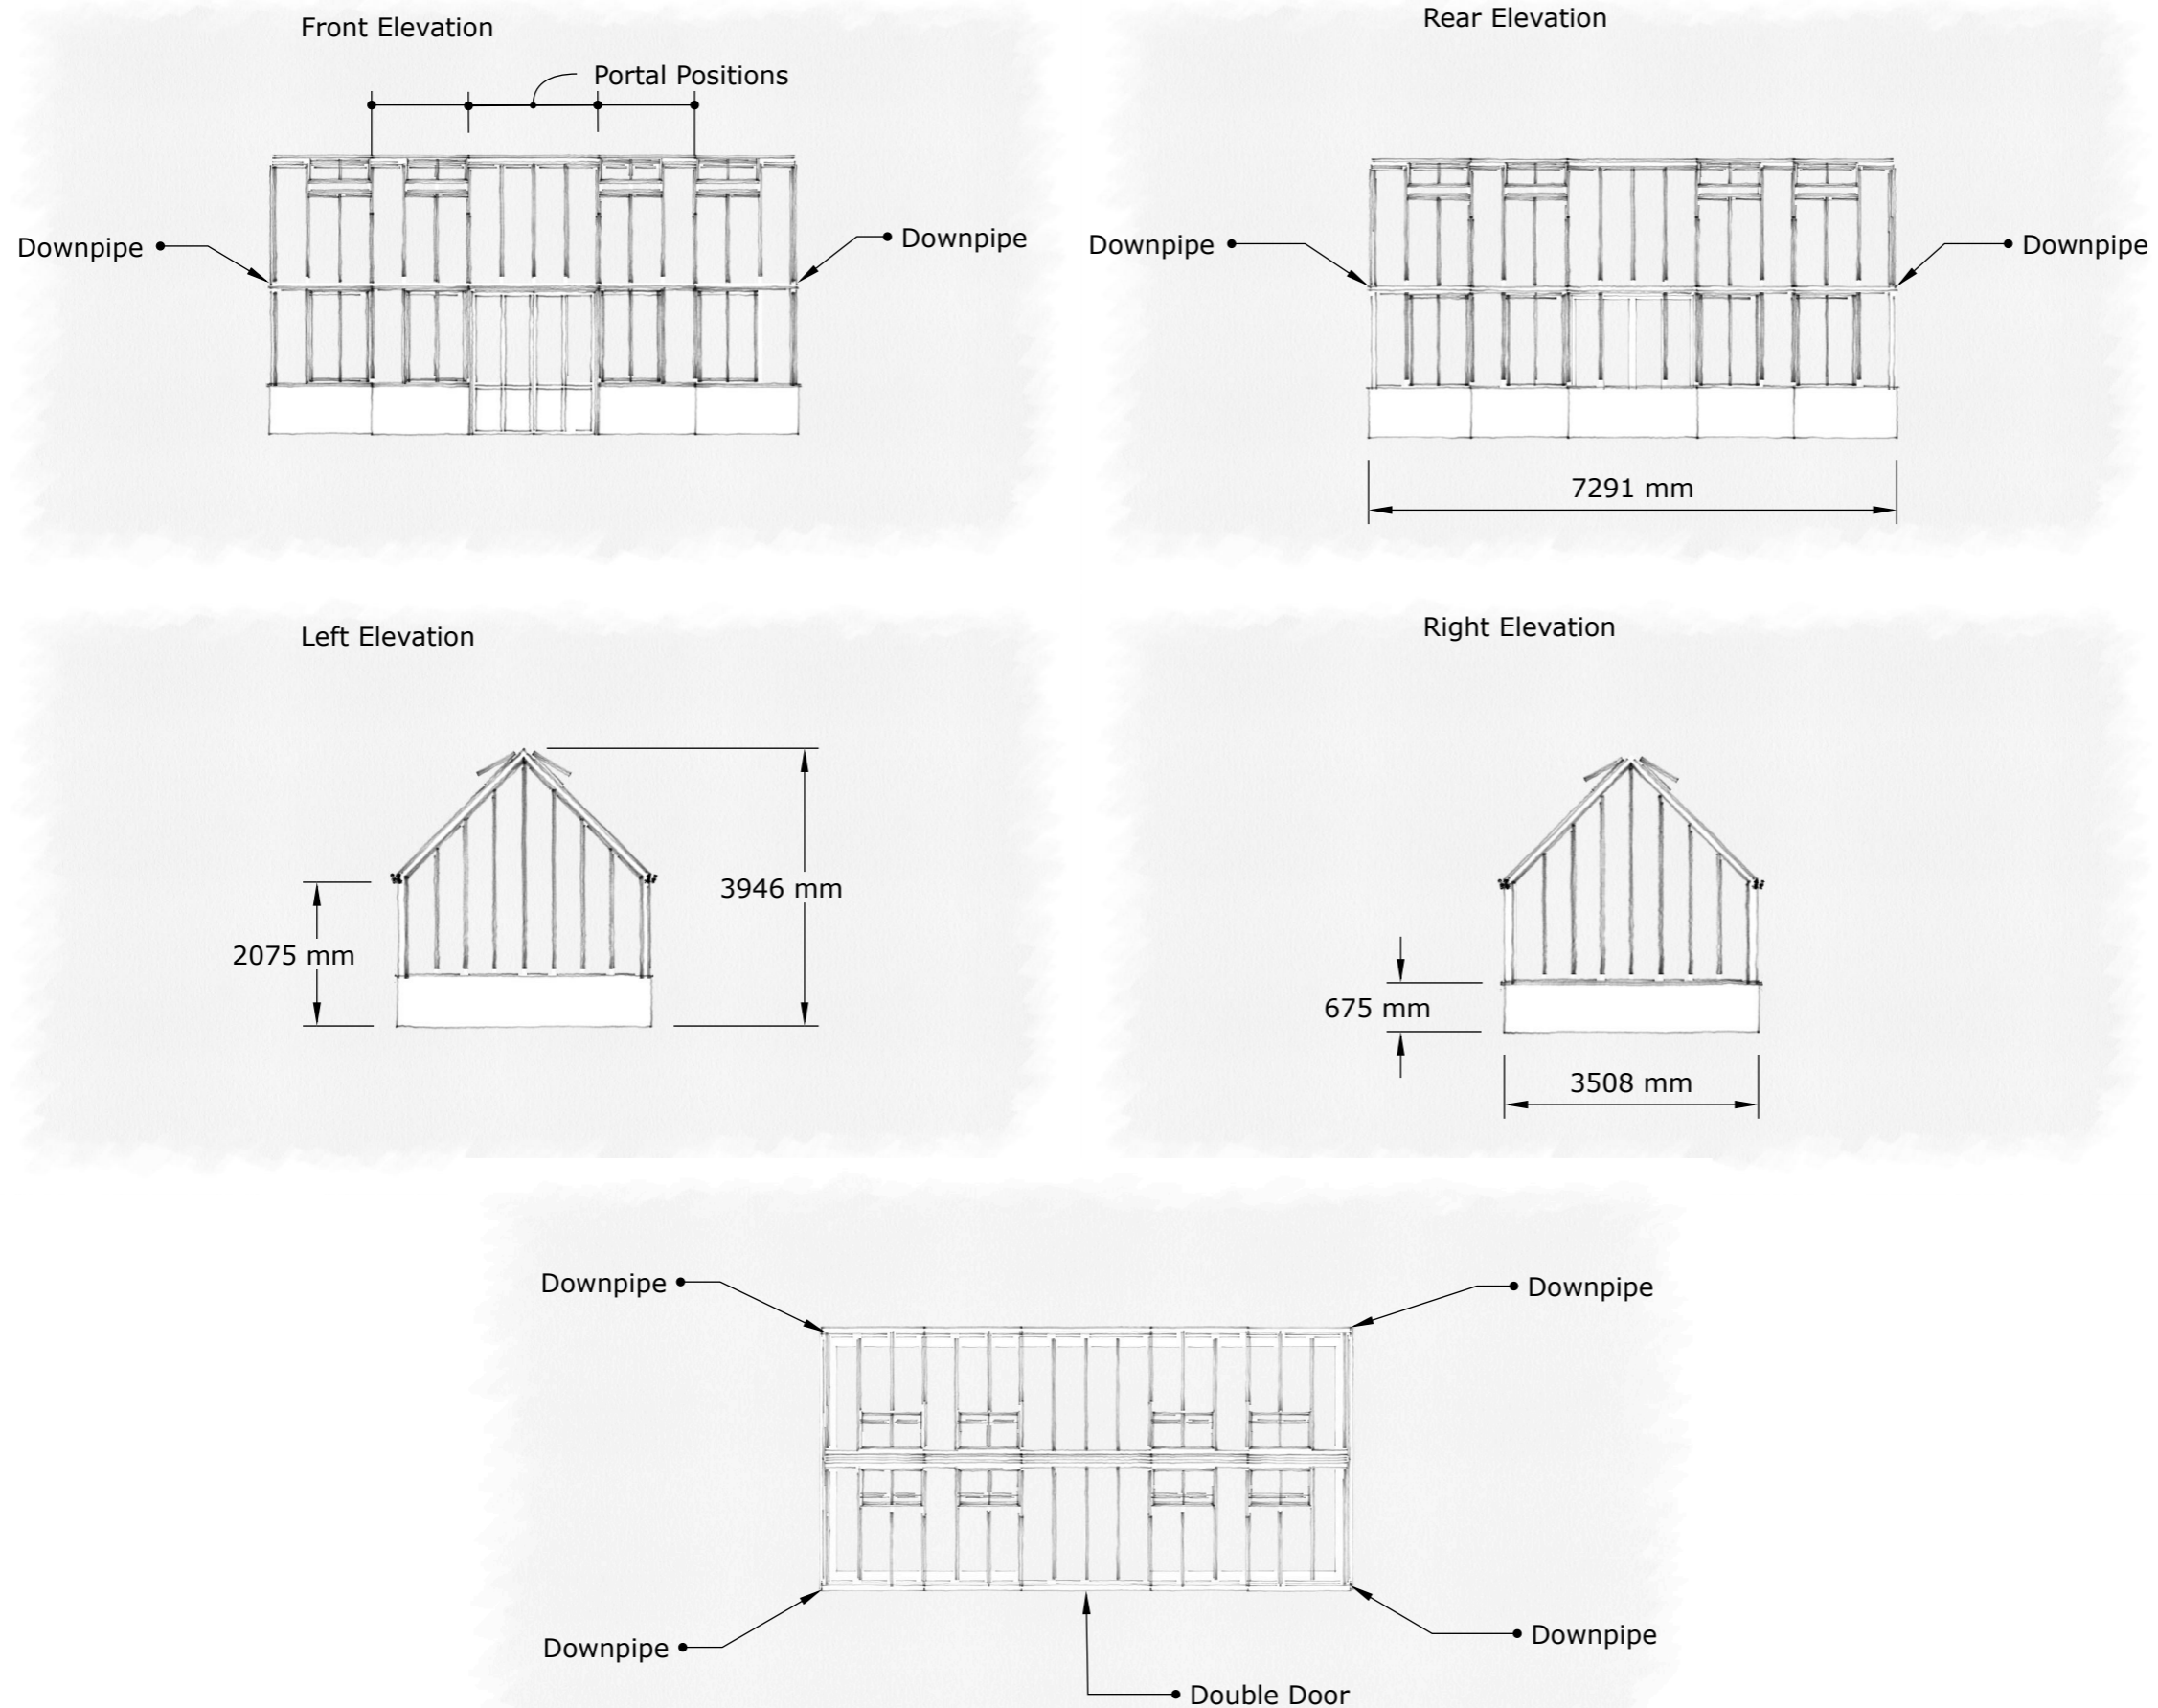 Front Elevation
Portal Positions
Downpipe
Downpipe
Rear Elevation
Downpipe
Downpipe
7291 mm
Left Elevation
3946 mm
2075 mm
Right Elevation
675 mm
3508 mm
Downpipe
Downpipe
Downpipe
Downpipe
Double Door